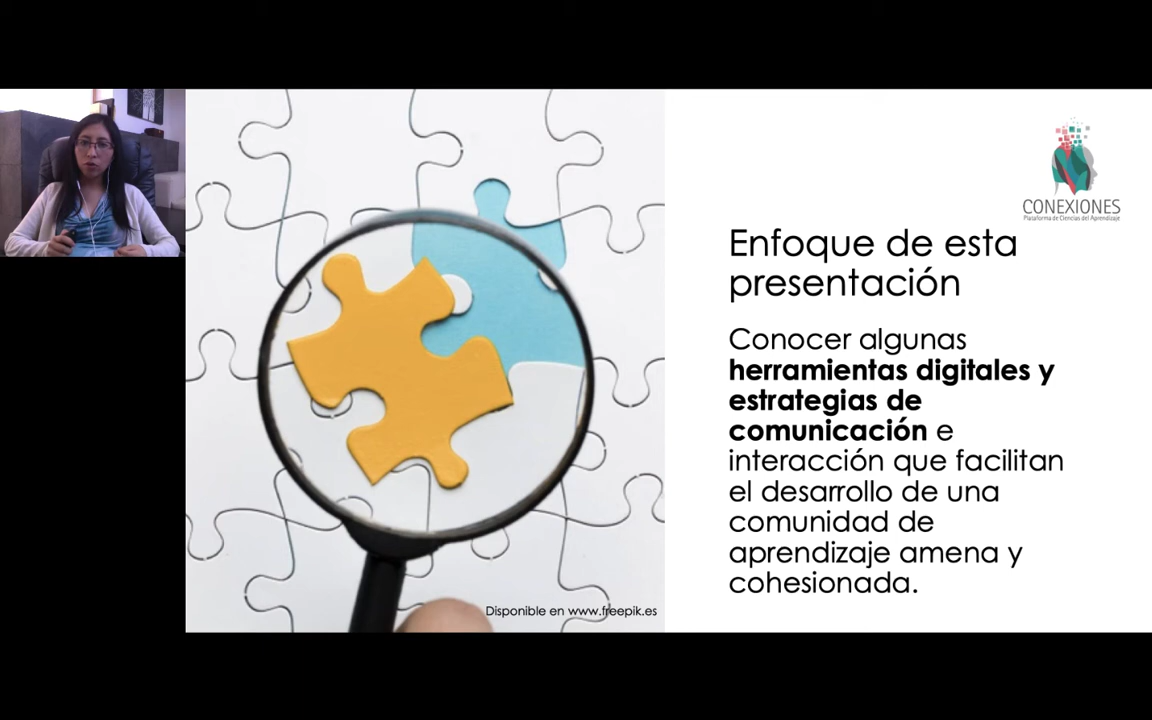 CONEXIONES
Plataforma de Ciencias del Aprendizaje
Enfoque de esta
presentación
Conocer algunas
herramientas digitales y
estrategias de
comunicación e
interacción que facilitan
el desarrollo de una
comunidad de
aprendizaje amena y
cohesionada.
Disponible en www.freepik.es